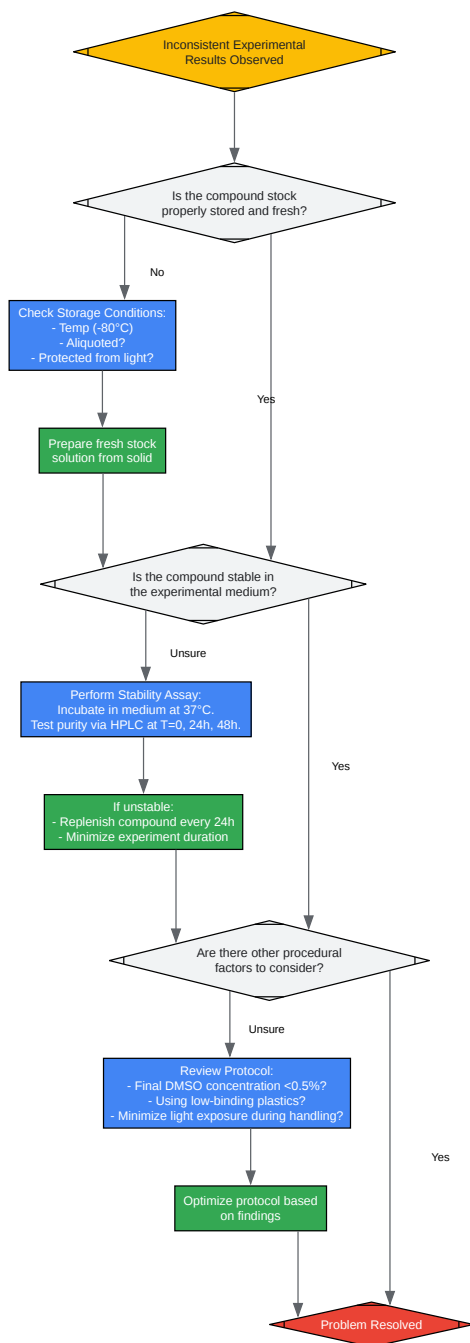 Inconsistent Experimental
Results Observed
Is the compound stock
properly stored and fresh?
No
Check Storage Conditions:
- Temp (-80°C)
- Aliquoted?
- Protected from light?
Yes
Prepare fresh stock
solution from solid
Is the compound stable in
the experimental medium?
Unsure
Perform Stability Assay:
Incubate in medium at 37°C.
Test purity via HPLC at T=0, 24h, 48h.
Yes
If unstable:
- Replenish compound every 24h
- Minimize experiment duration
Are there other procedural
factors to consider?
Unsure
Review Protocol:
- Final DMSO concentration <0.5%?
- Using low-binding plastics?
- Minimize light exposure during handling?
Yes
Optimize protocol based
on findings
Problem Resolved